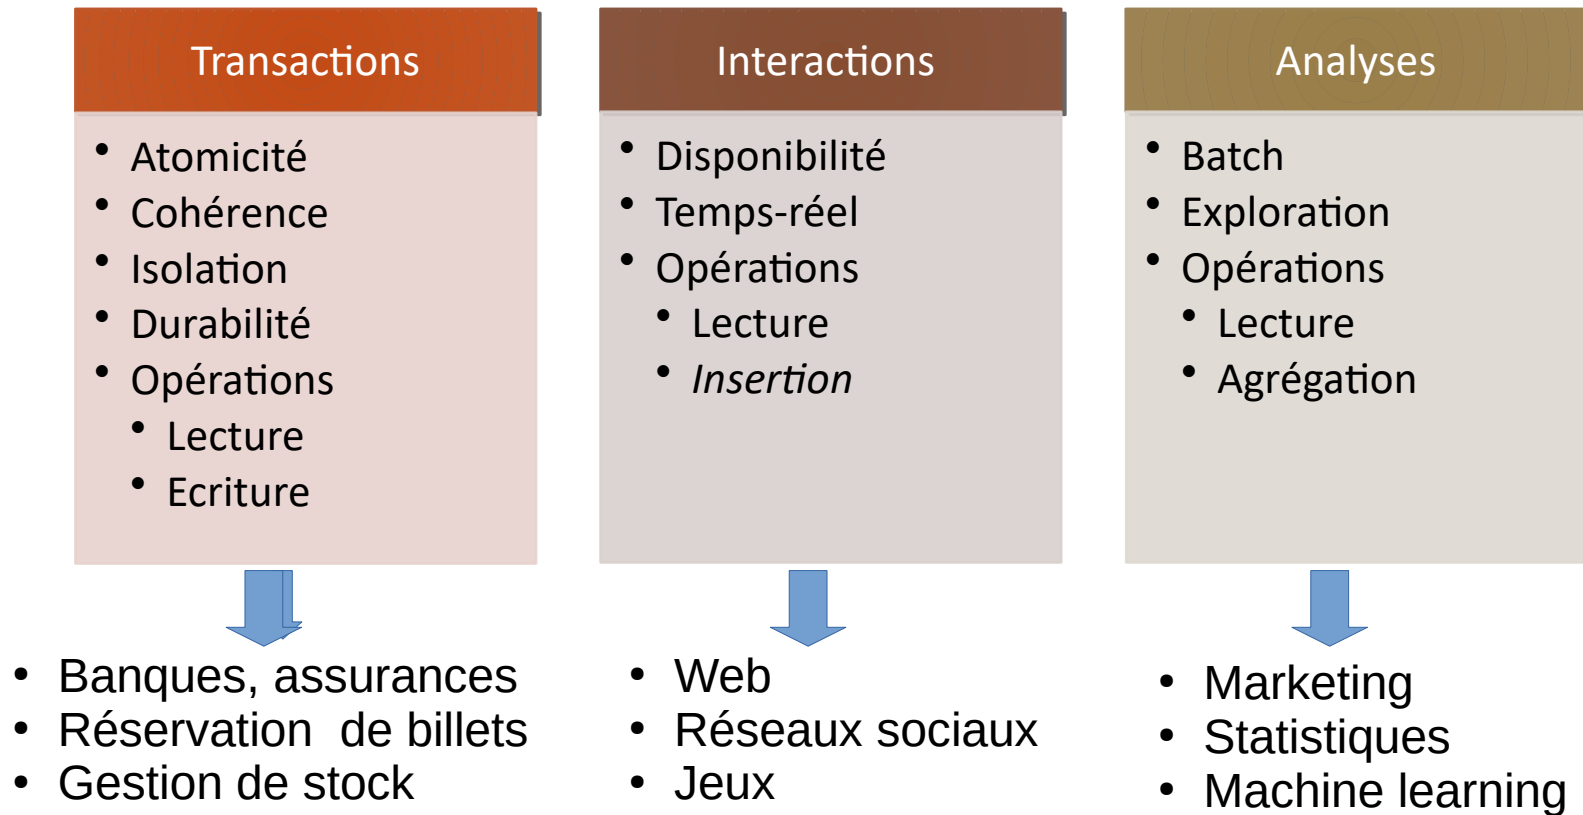 Transactions
• Atomicité
• Cohérence
• Isolation
• Durabilité
• Opérations
• Lecture
• Ecriture
• Banques, assurances
• Réservation de billets
• Gestion de stock
Interactions
• Disponibilité
• Temps-réel
• Opérations
• Lecture
• Insertion
• Web
• Réseaux sociaux
• Jeux
Analyses
• Batch
• Exploration
• Opérations
• Lecture
• Agrégation
• Marketing
• Statistiques
• Machine learning